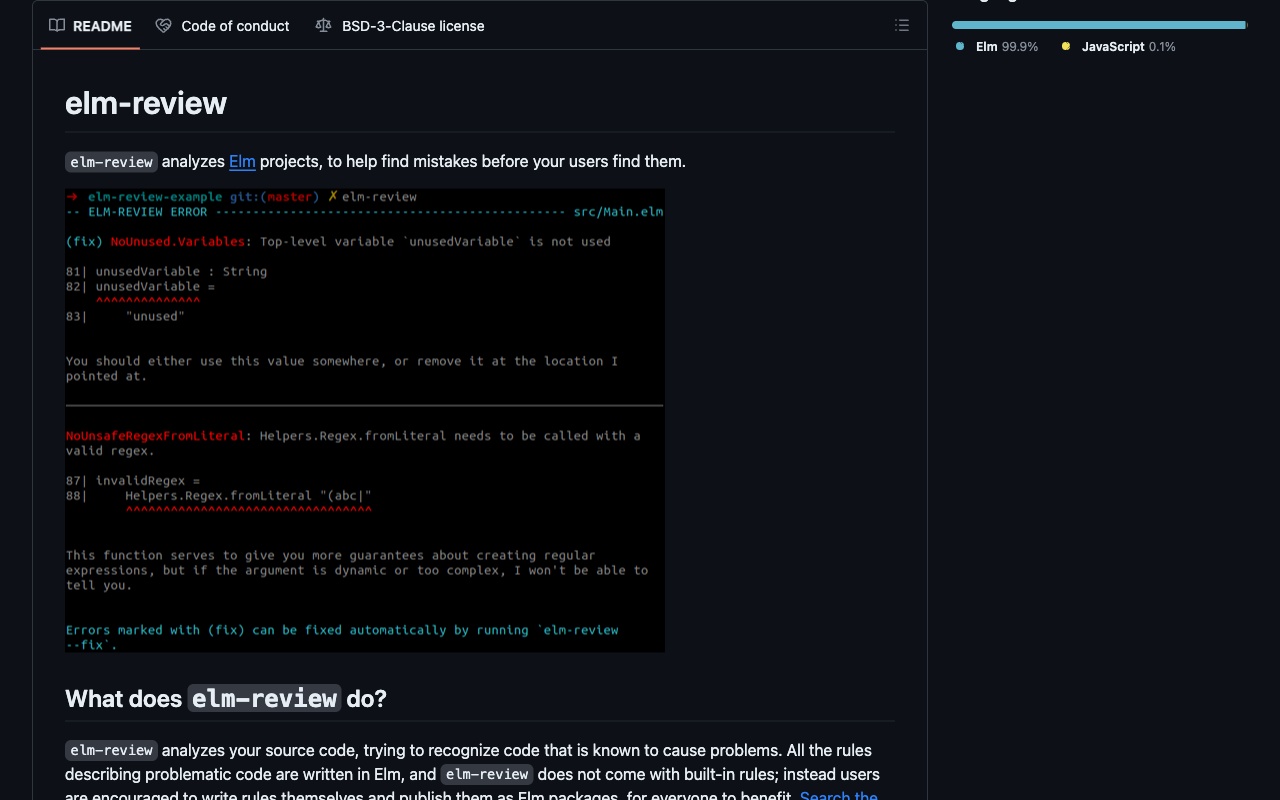 README
Code of conduct
BSD-3-Clause license
Elm 99.9%
JavaScript 0.1%
elm-review
elm-review analyzes Elm projects, to help find mistakes before your users find them.
→ elm-review-example git:(master) ✗ elm-review
-- ELM-REVIEW ERROR ----------------------------------------------- src/Main.elm
(fix) NoUnused.Variables: Top-level variable `unusedVariable` is not used
81| unusedVariable : String
82| unusedVariable =
^^^^^^^^^^^^^^
83|     "unused"
You should either use this value somewhere, or remove it at the location I
pointed at.
NoUnsafeRegexFromLiteral: Helpers.Regex.fromLiteral needs to be called with a
valid regex.
87| invalidRegex =
88|     Helpers.Regex.fromLiteral "(abc|"
^^^^^^^^^^^^^^^^^^^^^^^^^^^^^^^^^
This function serves to give you more guarantees about creating regular
expressions, but if the argument is dynamic or too complex, I won't be able to
tell you.
Errors marked with (fix) can be fixed automatically by running `elm-review
--fix`.
What does elm-review do?
elm-review analyzes your source code, trying to recognize code that is known to cause problems. All the rules
describing problematic code are written in Elm, and elm-review does not come with built-in rules; instead users
are encouraged to write rules themselves and publish them as Elm packages, for everyone to benefit. Search the